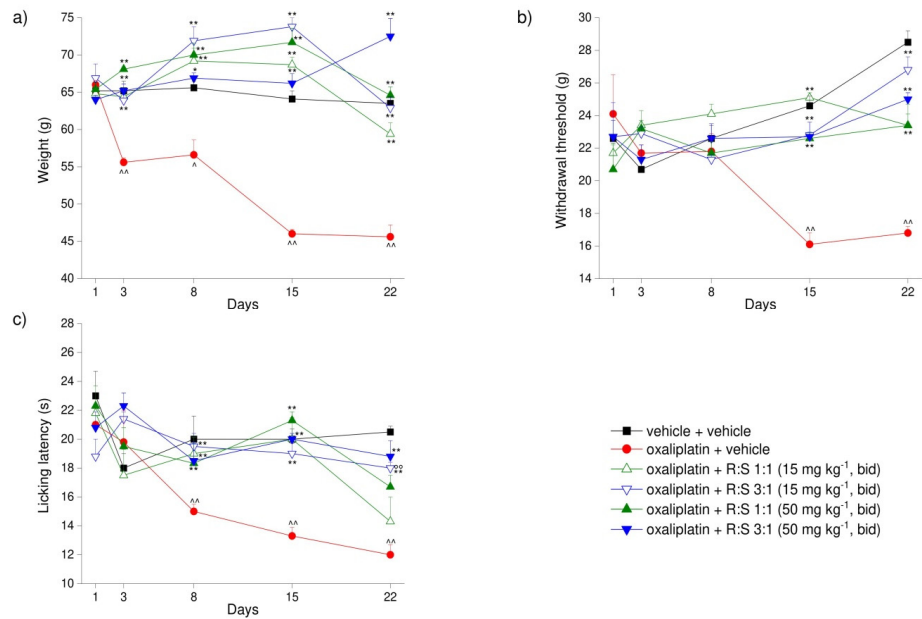 a)
75
70
65
60
55
50
45
40
Weight (g)
1 3 8 15 22
Days
** ** ** ^^
** ** ** * ^
** ** ** ** ^^
** ** ** ** ^^
b)
30
28
26
24
22
20
18
16
14
Withdrawal threshold (g)
1 3 8 15 22
Days
** ** ** ^^
** ** ** ^^
c)
28
26
24
22
20
18
16
14
12
10
Licking latency (s)
1 3 8 15 22
Days
** ** ** ^^
** ** ** ^^
** °° ** ^^
vehicle + vehicle
oxaliplatin + vehicle
oxaliplatin + R:S 1:1 (15 mg kg⁻¹, bid)
oxaliplatin + R:S 3:1 (15 mg kg⁻¹, bid)
oxaliplatin + R:S 1:1 (50 mg kg⁻¹, bid)
oxaliplatin + R:S 3:1 (50 mg kg⁻¹, bid)